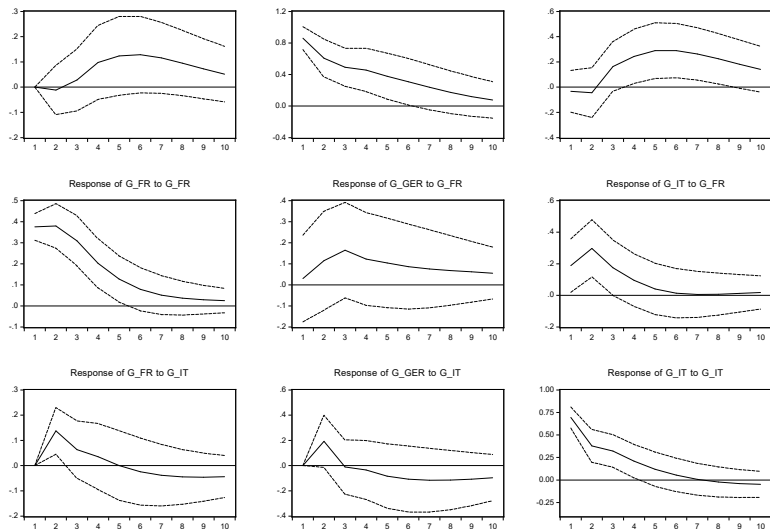 .3 1.2 .6
.2 0.8 .4
.1 .2
.0 0.4 .0
-.1 0.0 -.2
-.2 -0.4 -.4
1 2 3 4 5 6 7 8 9 10 1 2 3 4 5 6 7 8 9 10 1 2 3 4 5 6 7 8 9 10
Response of G_FR to G_FR Response of G_GER to G_FR Response of G_IT to G_FR
.5 .4 .6
.4 .3
.3 .2 .4
.2 .1 .2
.1 .0
.0 -.1 .0
-.1 -.2 -.2
1 2 3 4 5 6 7 8 9 10 1 2 3 4 5 6 7 8 9 10 1 2 3 4 5 6 7 8 9 10
Response of G_FR to G_IT Response of G_GER to G_IT Response of G_IT to G_IT
.3 .6 1.00
.2 .4 0.75
.1 .2 0.50
.0 .0 0.25
-.1 -.2 0.00
-.2 -.4 -0.25
1 2 3 4 5 6 7 8 9 10 1 2 3 4 5 6 7 8 9 10 1 2 3 4 5 6 7 8 9 10